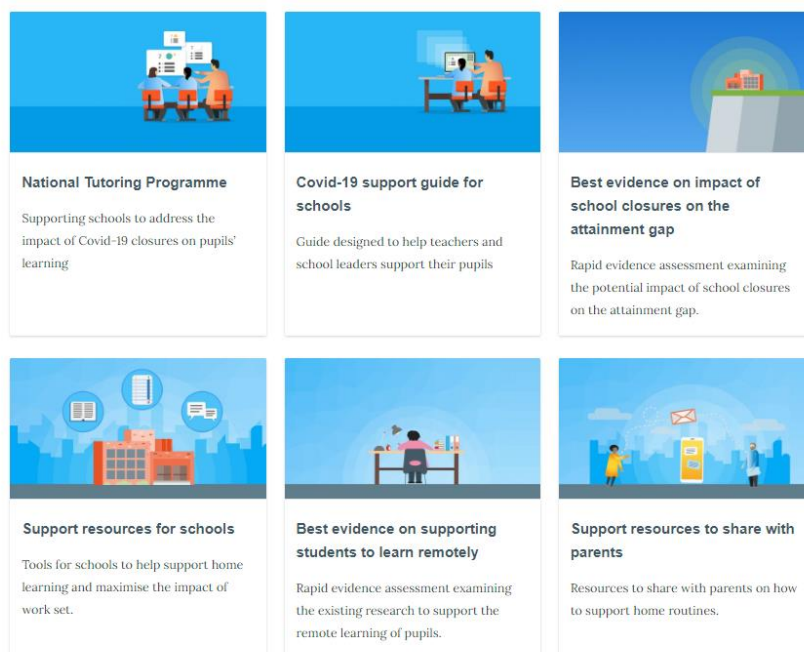 National Tutoring Programme
Supporting schools to address the
impact of Covid-19 closures on pupils'
learning
Covid-19 support guide for
schools
Guide designed to help teachers and
school leaders support their pupils
Best evidence on impact of
school closures on the
attainment gap
Rapid evidence assessment examining
the potential impact of school closures
on the attainment gap.
Support resources for schools
Tools for schools to help support home
learning and maximise the impact of
work set.
Best evidence on supporting
students to learn remotely
Rapid evidence assessment examining
the existing research to support the
remote learning of pupils.
Support resources to share with
parents
Resources to share with parents on how
to support home routines.